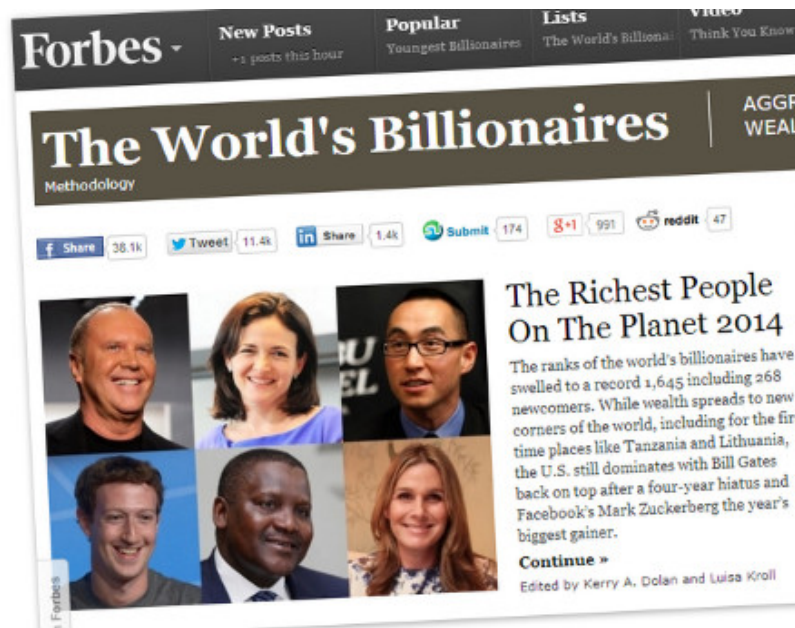 Forbes
New Posts
+1 posts this hour
Popular
Youngest Billionaires
Lists
The World's Billionai
Video
Think You Know
The World's Billionaires
Methodology
AGGR
WEAL
f Share 38.1k
Tweet 11.4k
in Share 1.4k
Submit 174
g+1 991
reddit 47
The Richest People
On The Planet 2014
The ranks of the world's billionaires have
swelled to a record 1,645 including 268
newcomers. While wealth spreads to new
corners of the world, including for the fir
time places like Tanzania and Lithuania,
the U.S. still dominates with Bill Gates
back on top after a four-year hiatus and
Facebook's Mark Zuckerberg the year's
biggest gainer.
Continue »
Edited by Kerry A. Dolan and Luisa Kroll
Forbes